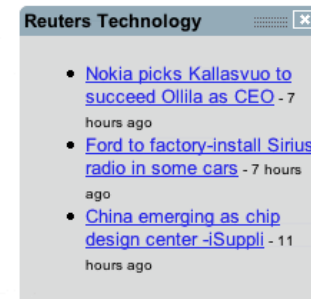 Reuters Technology
Nokia picks Kallasvuo to
succeed Ollila as CEO - 7
hours ago
Ford to factory-install Sirius
radio in some cars - 7 hours
ago
China emerging as chip
design center -iSuppli - 11
hours ago